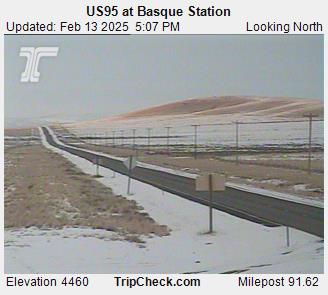 US95 at Basque Station
Updated: Feb 13 2025 5:07 PM Looking North
Elevation 4460 TripCheck.com Milepost 91.62